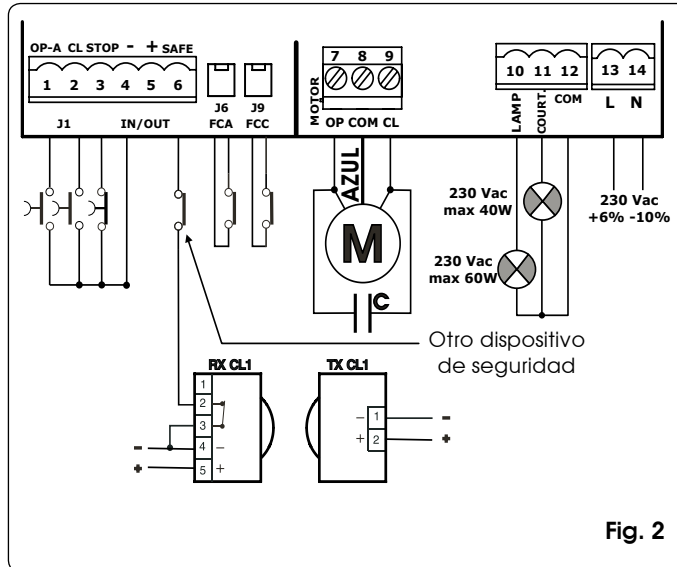 OP-A CL STOP - + SAFE
1 2 3 4 5 6
J1 IN/OUT
J6
FCA
J9
FCC
MOTOR
7 8 9
OP COM CL
AZUL
M
C
10 11 12
LAMP
COURT.
COM
13 14
L N
230 Vac
max 40W
230 Vac
max 60W
230 Vac
+6% -10%
Otro dispositivo
de seguridad
RX CL1
1
2
3
- 4 -
+ 5 +
TX CL1
- 1 -
+ 2 +
Fig. 2